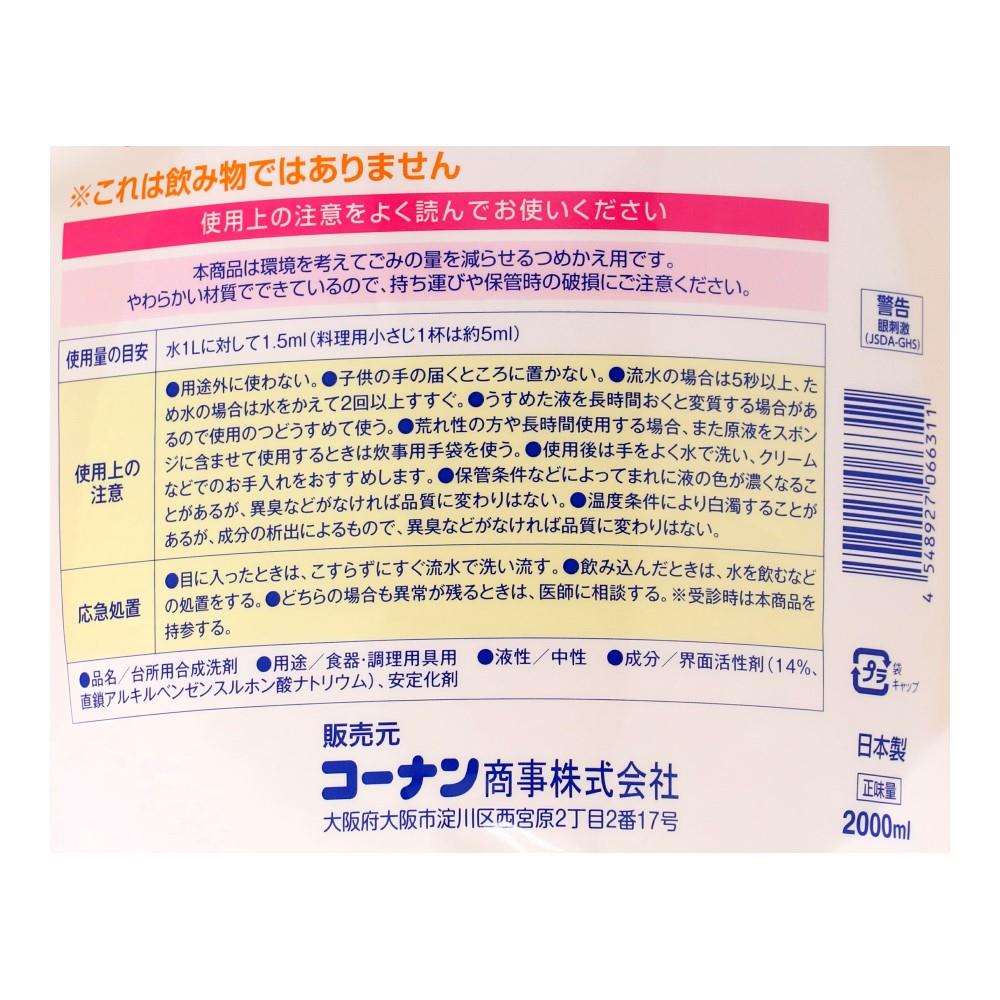 ※これは飲み物ではありません
使用上の注意をよく読んでお使いください
本商品は環境を考えてごみの量を減らせるつめかえ用です。
やわらかい材質でできているので、持ち運びや保管時の破損にご注意ください。
使用量の目安
水1Lに対して1.5ml(料理用小さじ1杯は約5ml)
使用上の
注意
●用途外に使わない。●子供の手の届くところに置かない。●流水の場合は5秒以上、た
め水の場合は水をかえて2回以上すすぐ。●うすめた液を長時間おくと変質する場合があ
るので使用のつどうすめて使う。●荒れ性の方や長時間使用する場合、また原液をスポン
ジに含ませて使用するときは炊事用手袋を使う。●使用後は手をよく水で洗い、クリーム
などでのお手入れをおすすめします。●保管条件などによってまれに液の色が濃くなるこ
とがあるが、異臭などがなければ品質に変わりはない。●温度条件により白濁することが
あるが、成分の析出によるもので、異臭などがなければ品質に変わりはない。
応急処置
●目に入ったときは、こすらずにすぐ流水で洗い流す。●飲み込んだときは、水を飲むなど
の処置をする。●どちらの場合も異常が残るときは、医師に相談する。※受診時は本商品を
持参する。
●品名/台所用合成洗剤 ●用途/食器・調理用具用 ●液性/中性 ●成分/界面活性剤(14%、
直鎖アルキルベンゼンスルホン酸ナトリウム)、安定化剤
販売元
コーナン商事株式会社
大阪府大阪市淀川区西宮原2丁目2番17号
警告
眼刺激
(JSDA-GHS)
4 548927 066311
プラ
袋
キャップ
日本製
正味量
2000ml